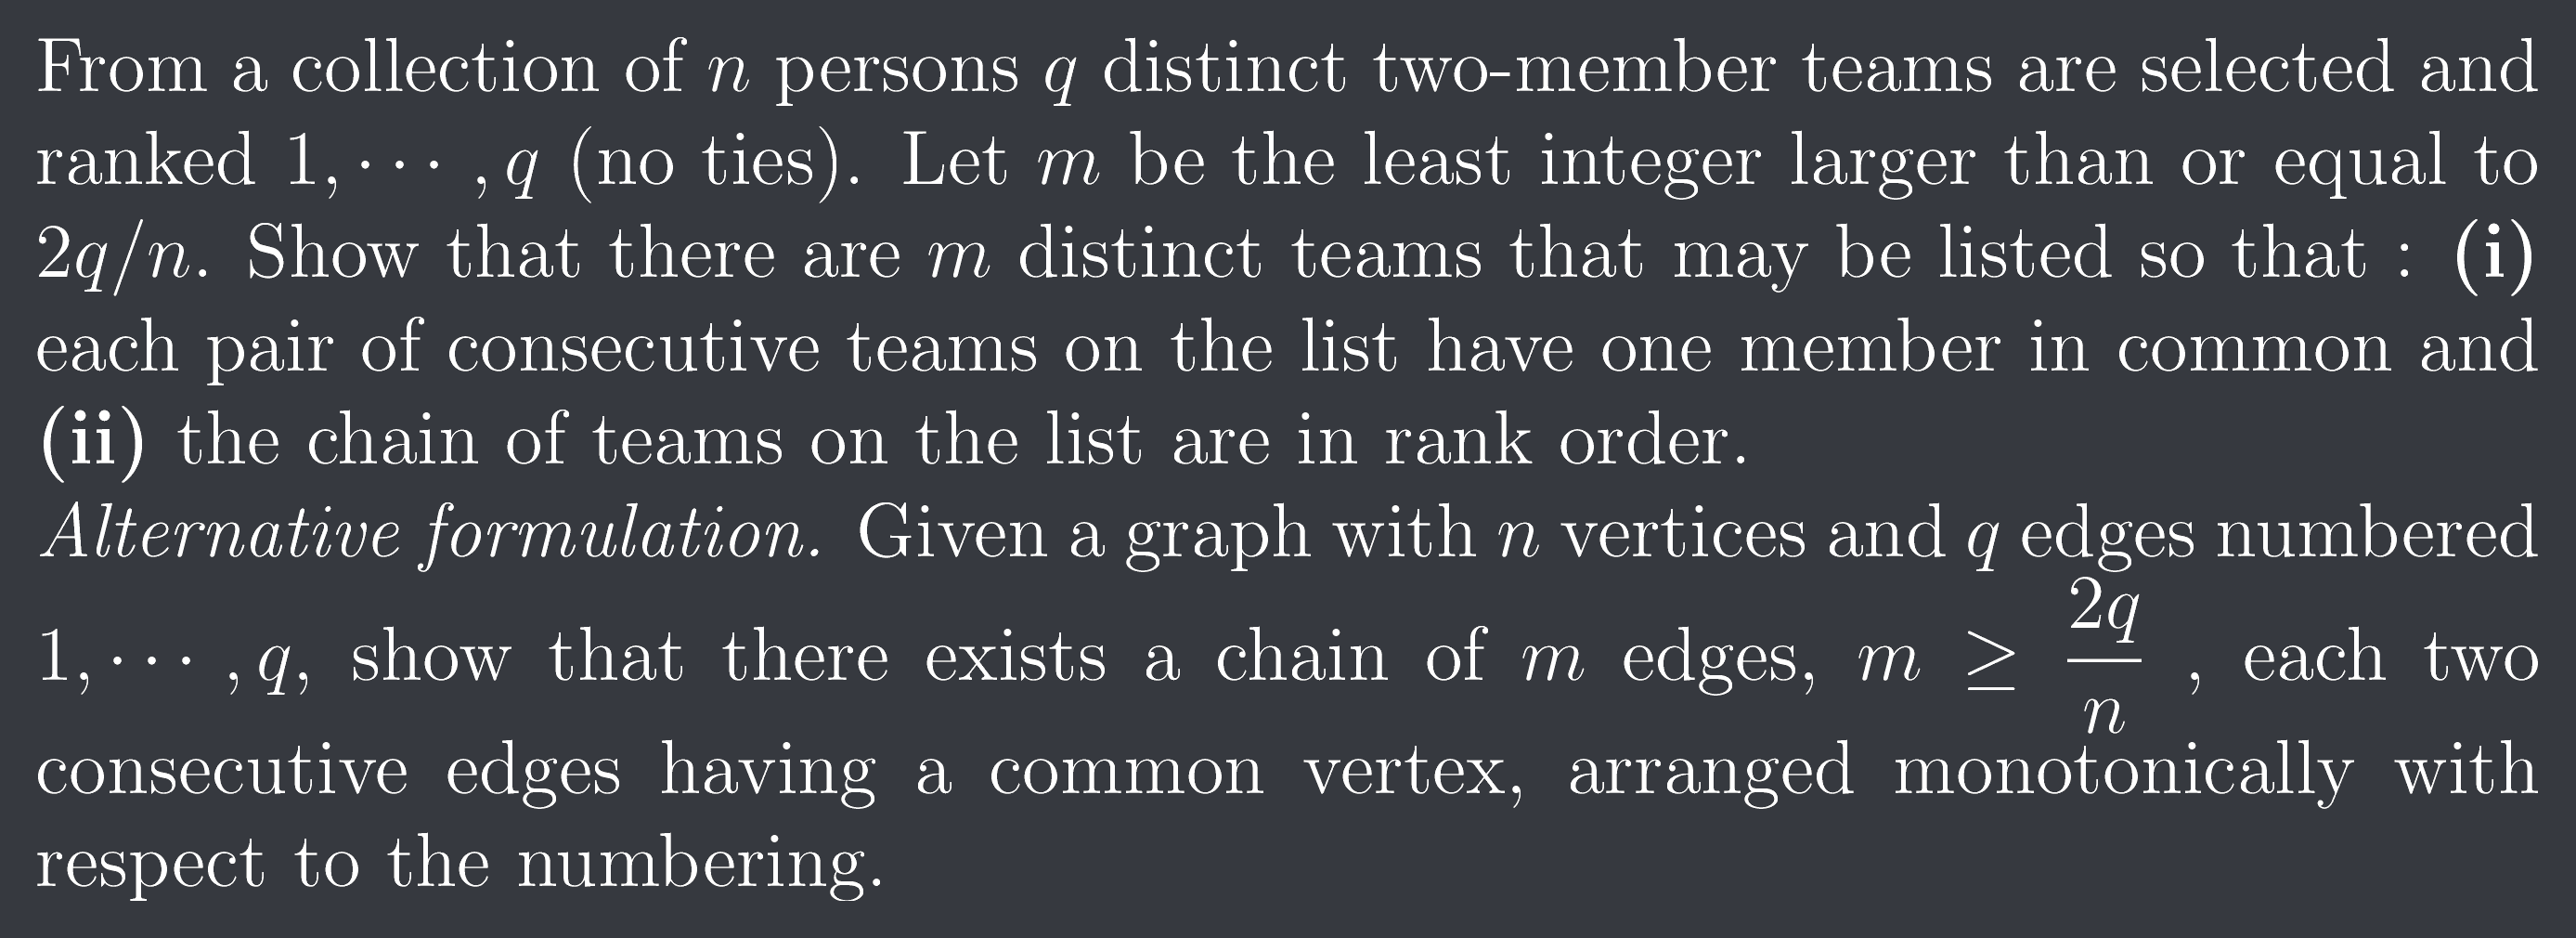 From a collection of n persons q distinct two-member teams are selected and
ranked 1, ··· , q (no ties). Let m be the least integer larger than or equal to
2q/n. Show that there are m distinct teams that may be listed so that : (i)
each pair of consecutive teams on the list have one member in common and
(ii) the chain of teams on the list are in rank order.
Alternative formulation. Given a graph with n vertices and q edges numbered
1, ··· , q, show that there exists a chain of m edges, m ≥ 2q/n , each two
consecutive edges having a common vertex, arranged monotonically with
respect to the numbering.